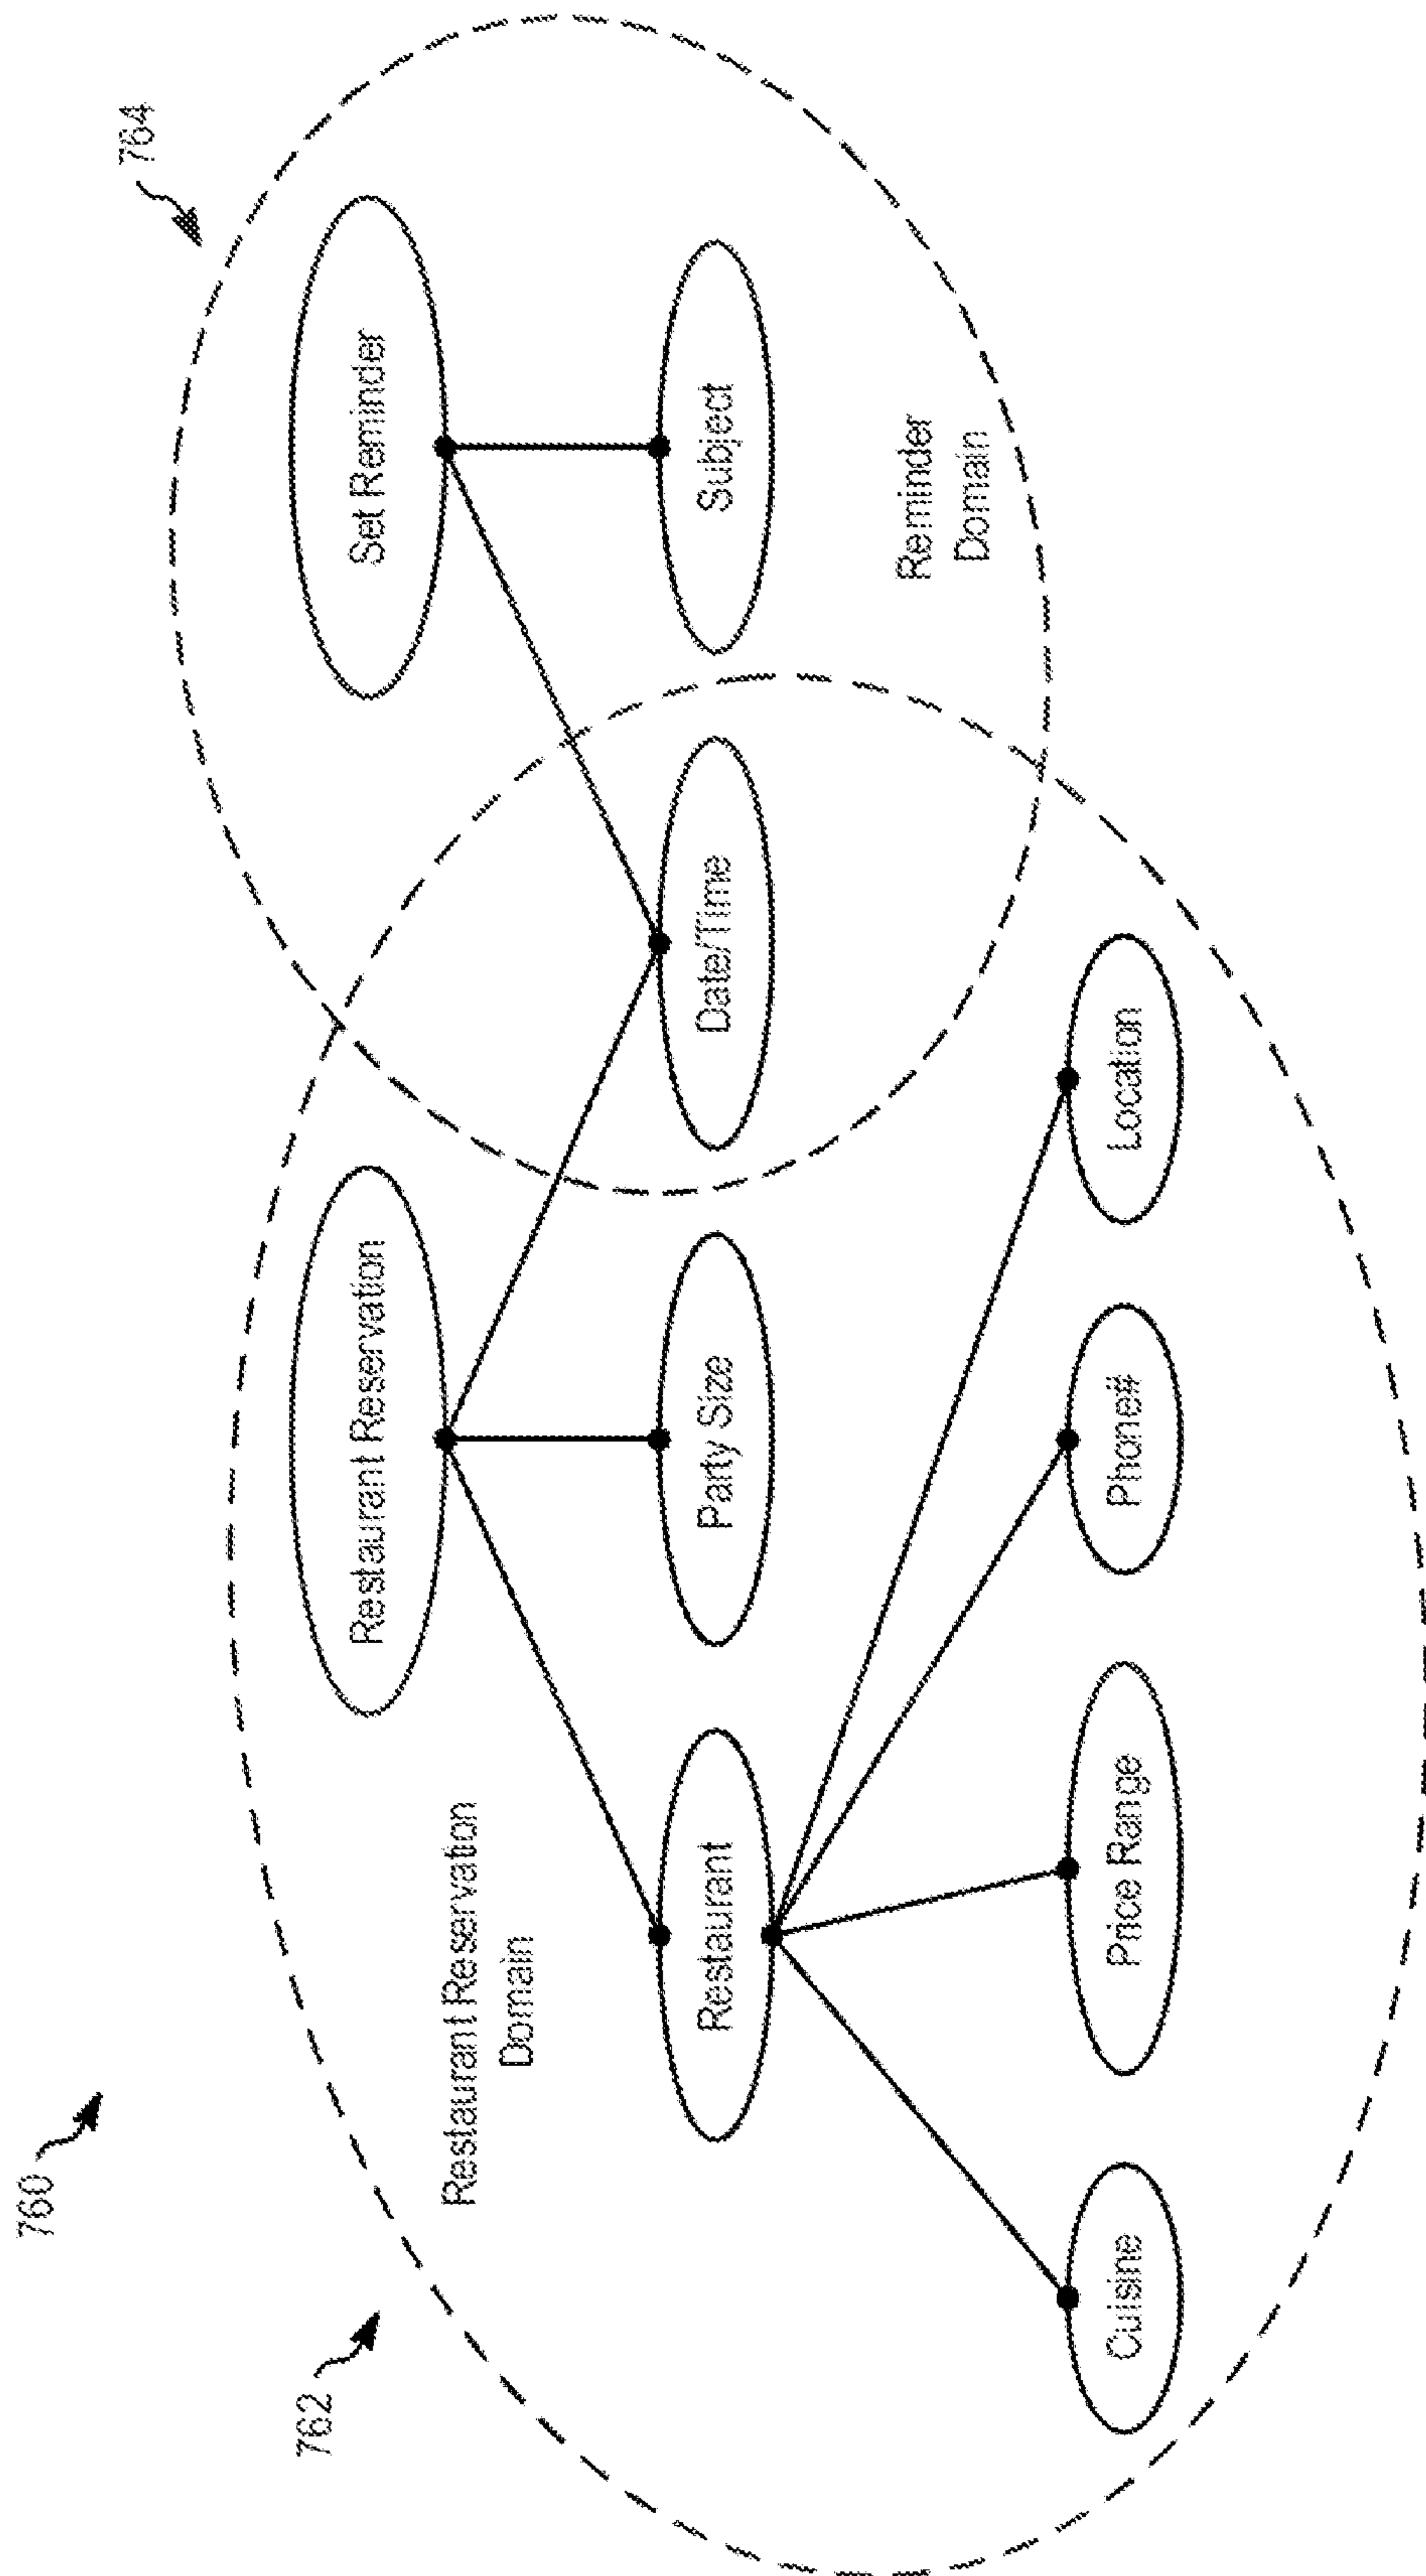 760
762
764
Restaurant Reservation
Set Reminder
Restaurant Reservation
Domain
Restaurant
Party Size
Date/Time
Subject
Reminder
Domain
Cuisine
Price Range
Phone#
Location